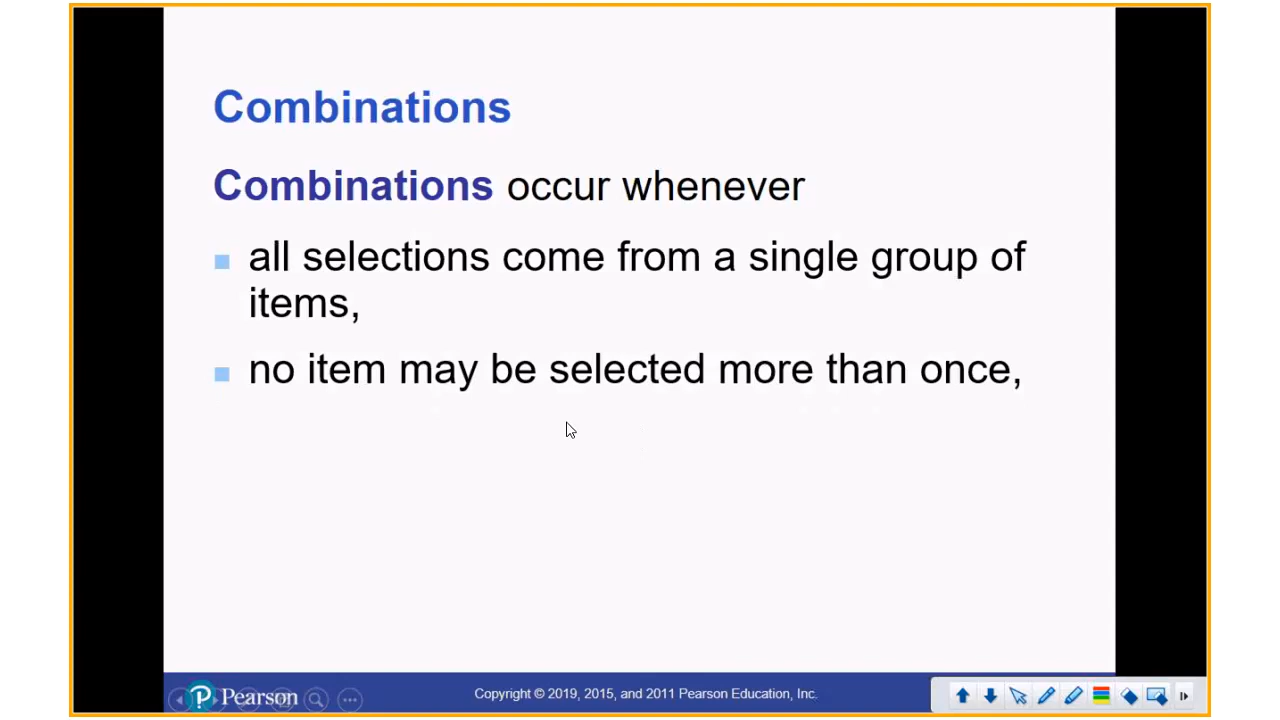 Combinations
Combinations occur whenever
all selections come from a single group of
items,
no item may be selected more than once,
Pearson
Copyright © 2019, 2015, and 2011 Pearson Education, Inc.